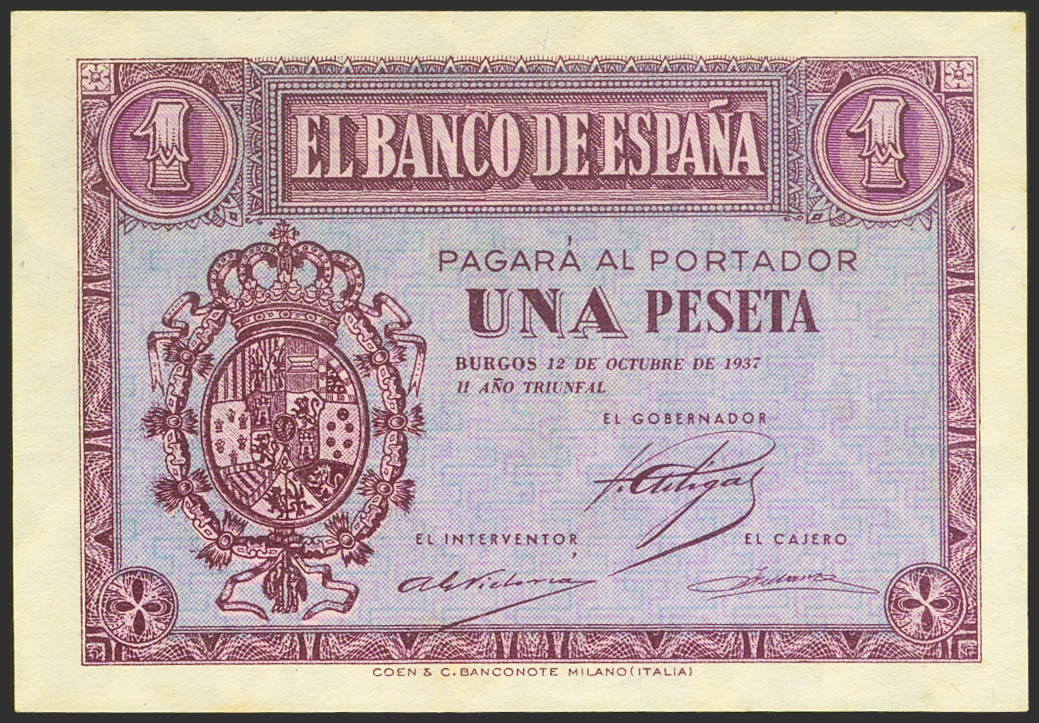 1 EL BANCO DE ESPAÑA 1
PAGARÁ AL PORTADOR
UNA PESETA
BURGOS 12 DE OCTUBRE DE 1937
II AÑO TRIUNFAL
EL GOBERNADOR
EL INTERVENTOR EL CAJERO
COEN & C. BANCONOTE MILANO (ITALIA)